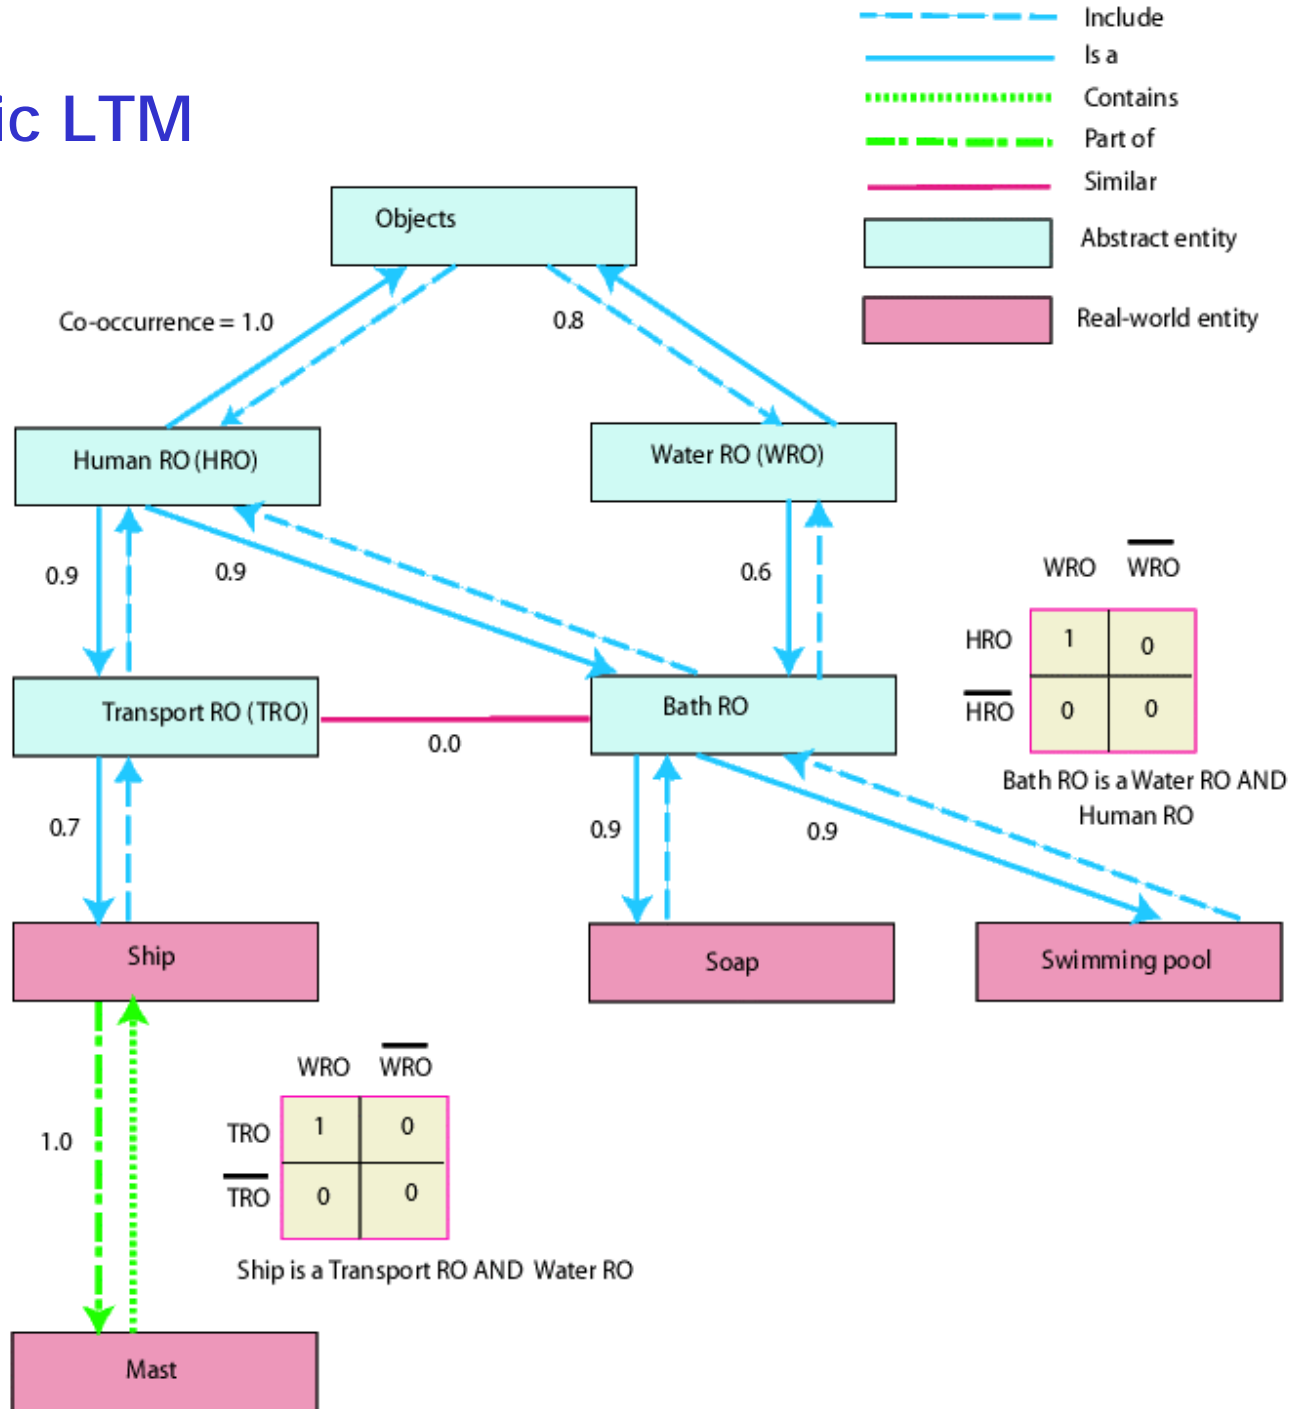 Include
Is a
ic LTM
Contains
Part of
Similar
Objects
Abstract entity
Co-occurrence = 1.0
0.8
Real-world entity
Human RO (HRO)
Water RO (WRO)
0.9
0.9
0.6
WRO WRO
HRO 1 0
HRO 0 0
Transport RO (TRO)
Bath RO
0.0
Bath RO is a Water RO AND
Human RO
0.7
0.9
0.9
Ship
Soap
Swimming pool
WRO WRO
1.0
TRO 1 0
TRO 0 0
Ship is a Transport RO AND Water RO
Mast